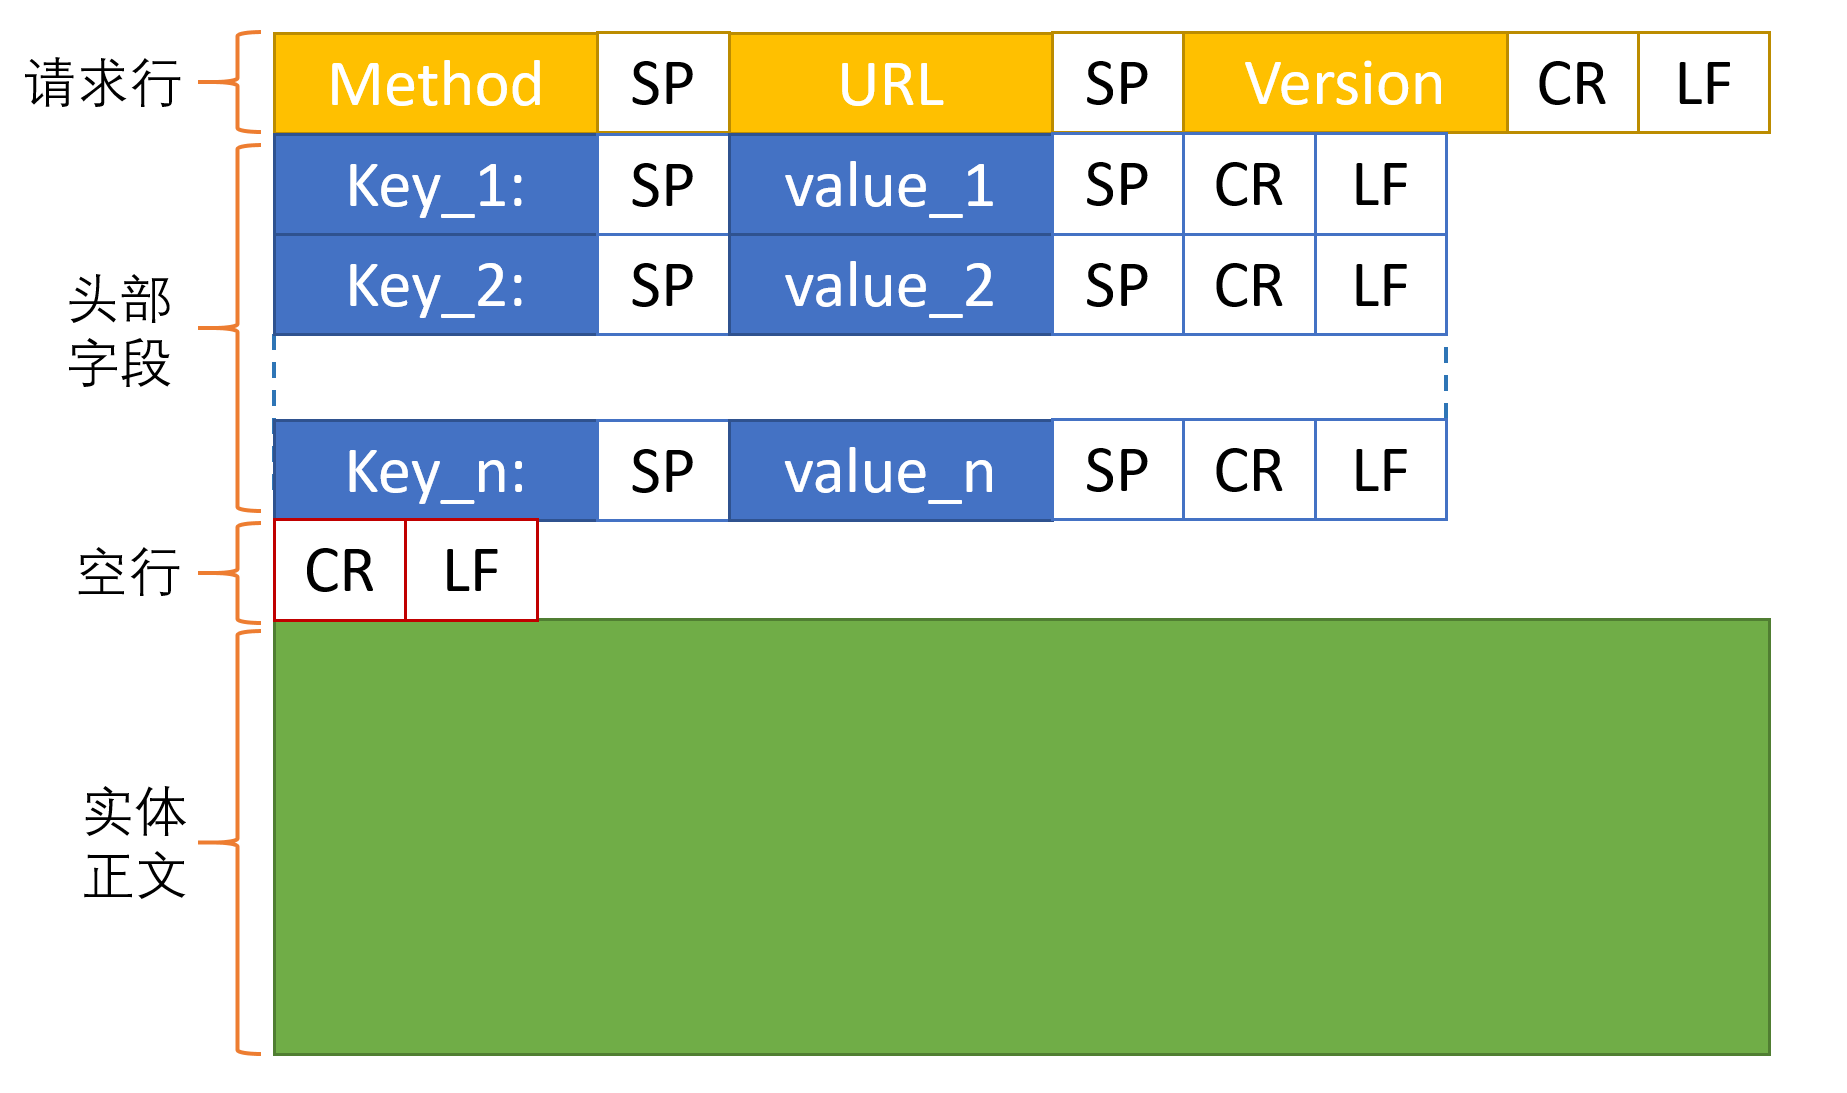 请求行
Method SP URL SP Version CR LF
头部
字段
Key_1: SP value_1 SP CR LF
Key_2: SP value_2 SP CR LF
Key_n: SP value_n SP CR LF
空行
CR LF
实体
正文